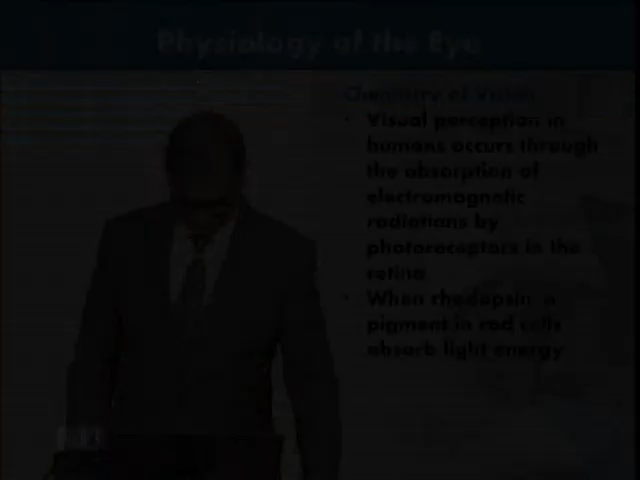 Physiology of the Eye
Chemistry of Vision
• Visual perception in
humans occurs through
the absorption of
electromagnetic
radiations by
photoreceptors in the
retina
• When rhodopsin a
pigment in rod cells
absorb light energy